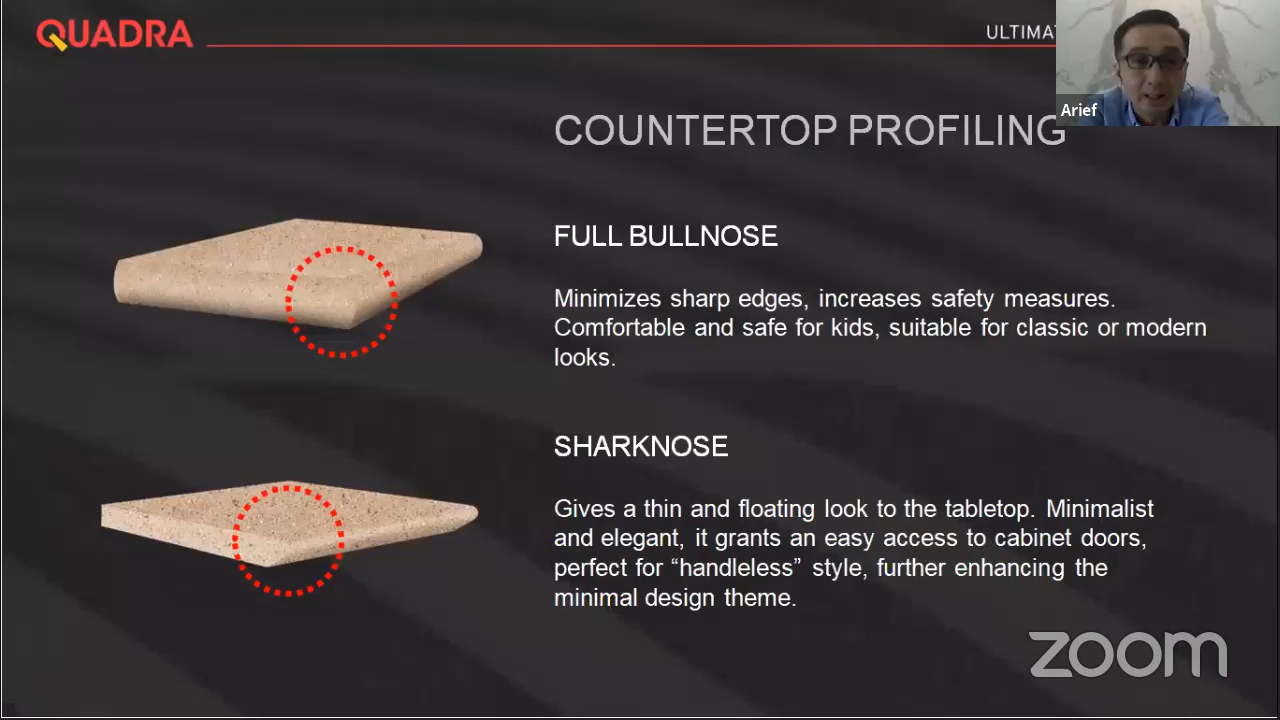 QUADRA
ULTIMAT
Arief
COUNTERTOP PROFILING
FULL BULLNOSE
Minimizes sharp edges, increases safety measures.
Comfortable and safe for kids, suitable for classic or modern
looks.
SHARKNOSE
Gives a thin and floating look to the tabletop. Minimalist
and elegant, it grants an easy access to cabinet doors,
perfect for “handleless” style, further enhancing the
minimal design theme.
zoom